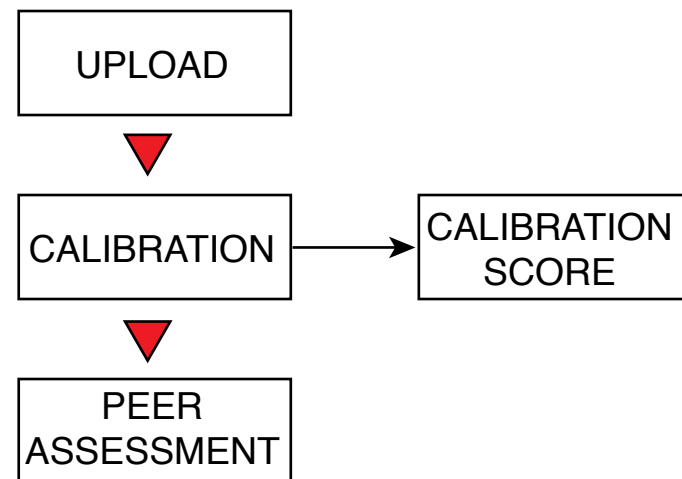 UPLOAD
CALIBRATION
CALIBRATION
SCORE
PEER
ASSESSMENT